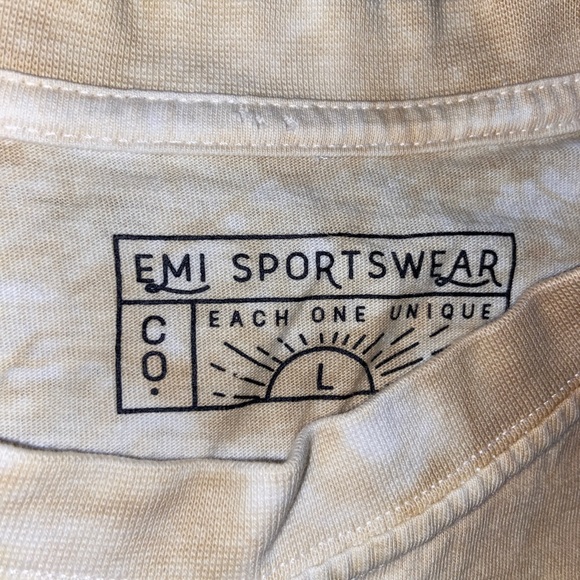 EMI SPORTSWEAR
CO.
EACH ONE UNIQUE
L